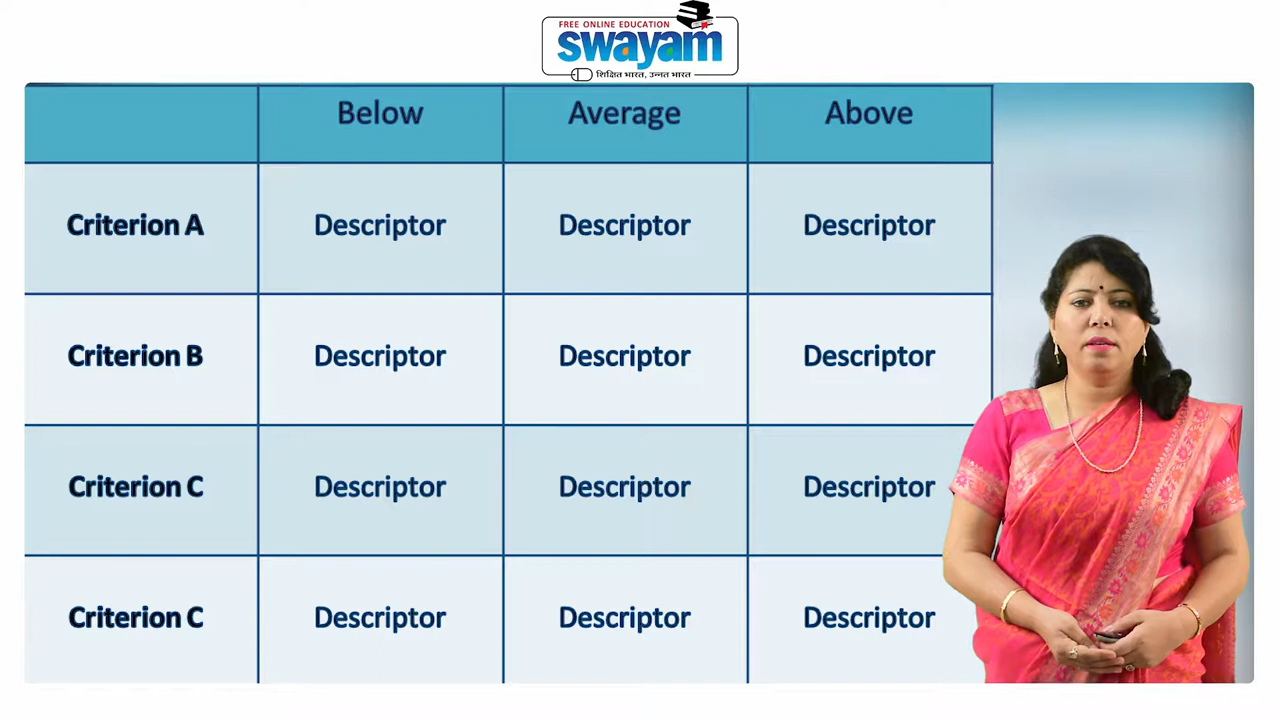 FREE ONLINE EDUCATION
swayam
शिक्षित भारत, उन्नत भारत
Below Average Above
Criterion A Descriptor Descriptor Descriptor
Criterion B Descriptor Descriptor Descriptor
Criterion C Descriptor Descriptor Descriptor
Criterion C Descriptor Descriptor Descriptor